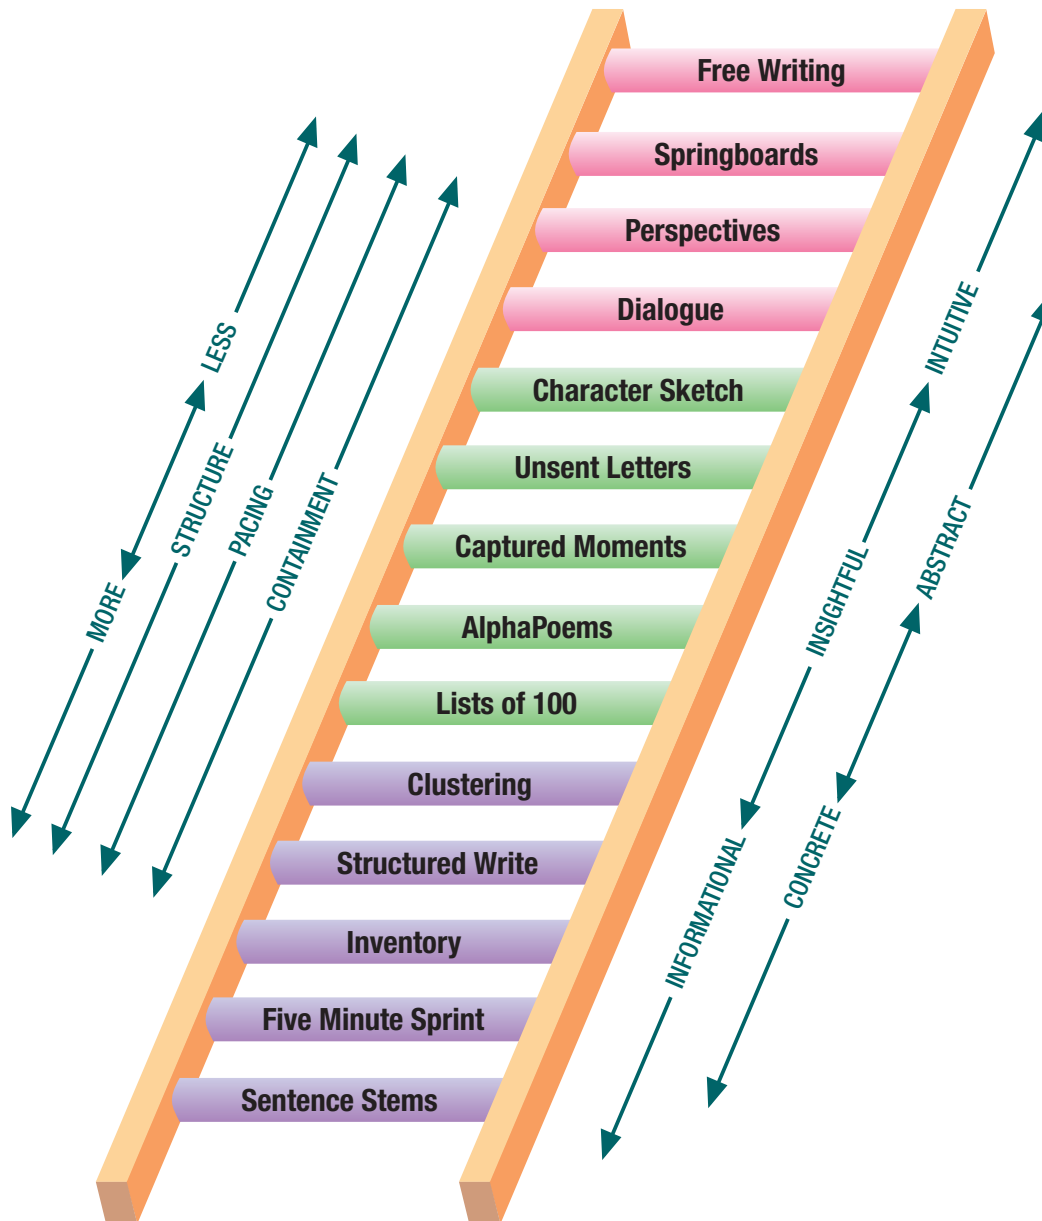 Free Writing
Springboards
Perspectives
Dialogue
Character Sketch
Unsent Letters
Captured Moments
AlphaPoems
Lists of 100
Clustering
Structured Write
Inventory
Five Minute Sprint
Sentence Stems
LESS
MORE
STRUCTURE
PACING
CONTAINMENT
INTUITIVE
INSIGHTFUL
INFORMATIONAL
ABSTRACT
CONCRETE